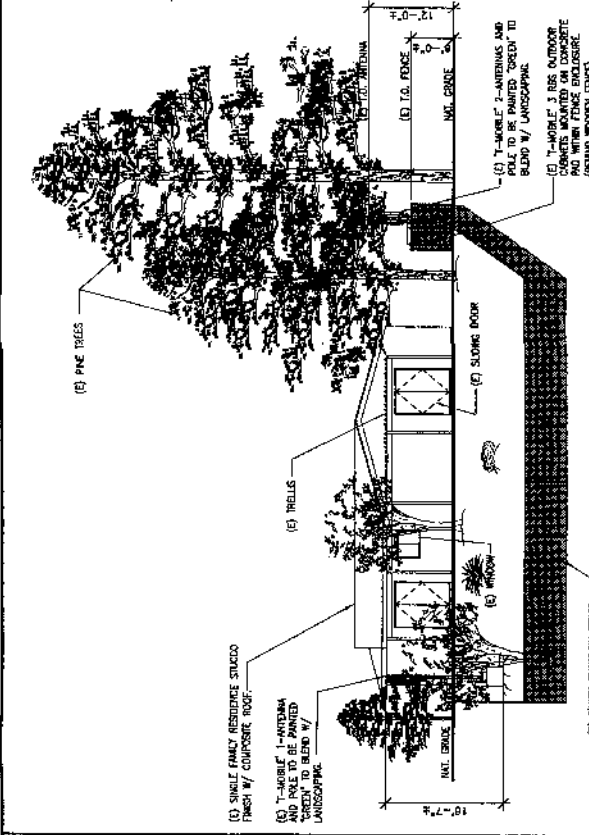 (E) PINE TREES
(E) TRELLIS
(E) SINGLE FAMILY RESIDENCE STUCCO
FINISH W/ COMPOSITE ROOF.
(E) 'T-MOBILE' 1-ANTENNA
AND POLE TO BE PAINTED
"GREEN" TO BLEND W/
LANDSCAPING.
NAT. GRADE
18'-7"±
(E) WINDOW
(E) SLIDING DOOR
12'-0"±
6'-0"±
(E) T.O. ANTENNA
(E) T.O. FENCE
NAT. GRADE
(E) 'T-MOBILE' 2-ANTENNAS AND
POLE TO BE PAINTED "GREEN" TO
BLEND W/ LANDSCAPING.
(E) 'T-MOBILE' 3 RBS OUTDOOR
CABINETS MOUNTED ON CONCRETE
PAD WITHIN FENCE ENCLOSURE.